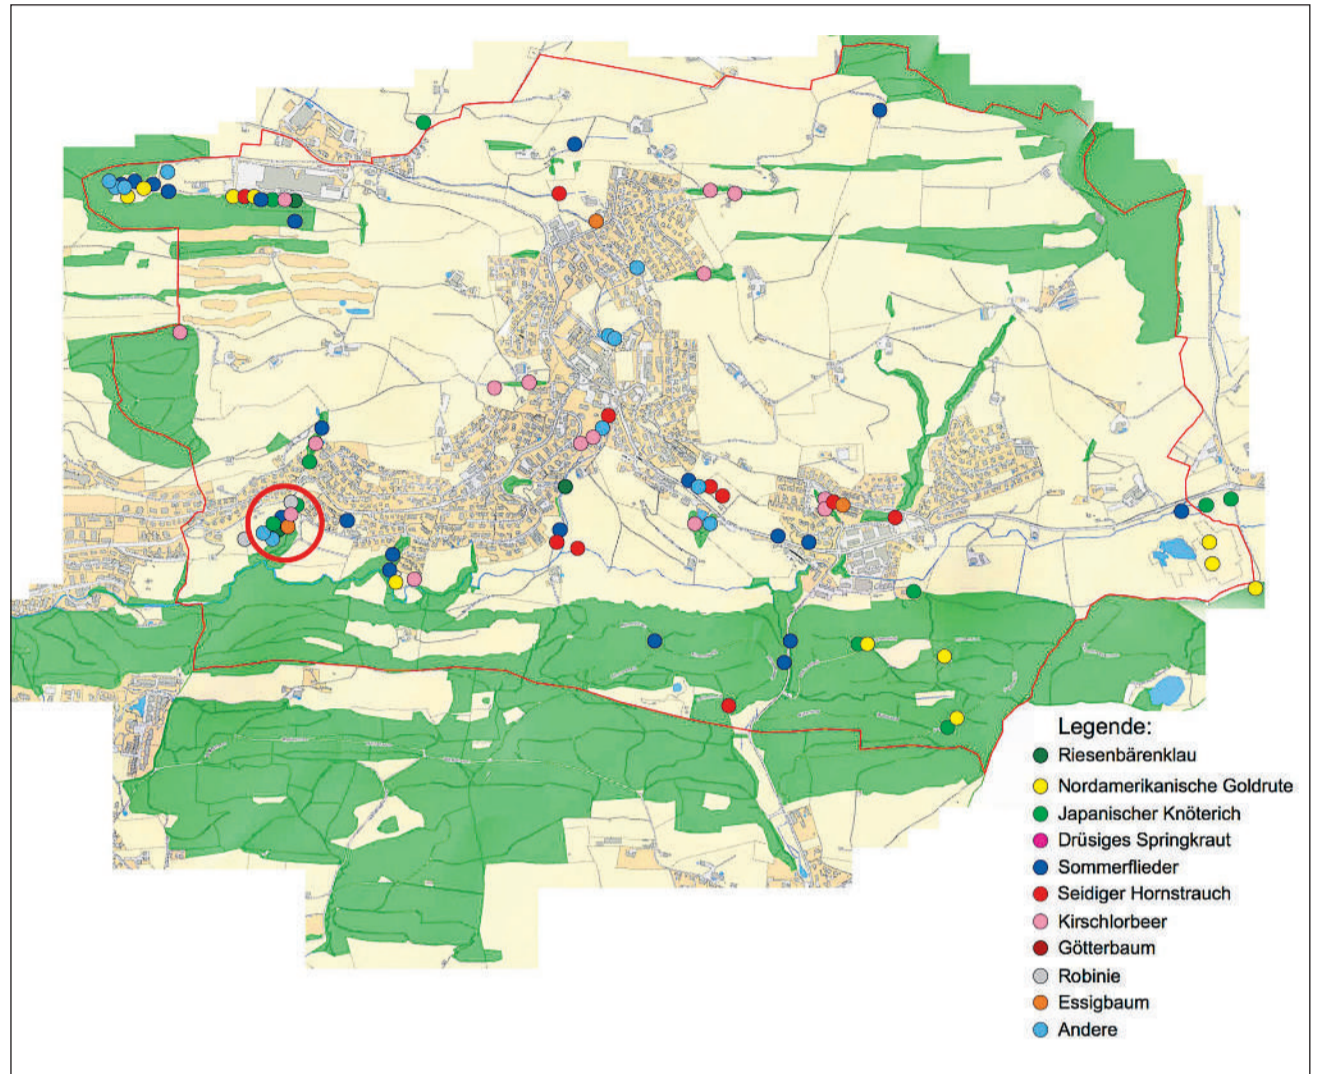 Legende:
Riesenbärenklau
Nordamerikanische Goldrute
Japanischer Knöterich
Drüsiges Springkraut
Sommerflieder
Seidiger Hornstrauch
Kirschlorbeer
Götterbaum
Robinie
Essigbaum
Andere